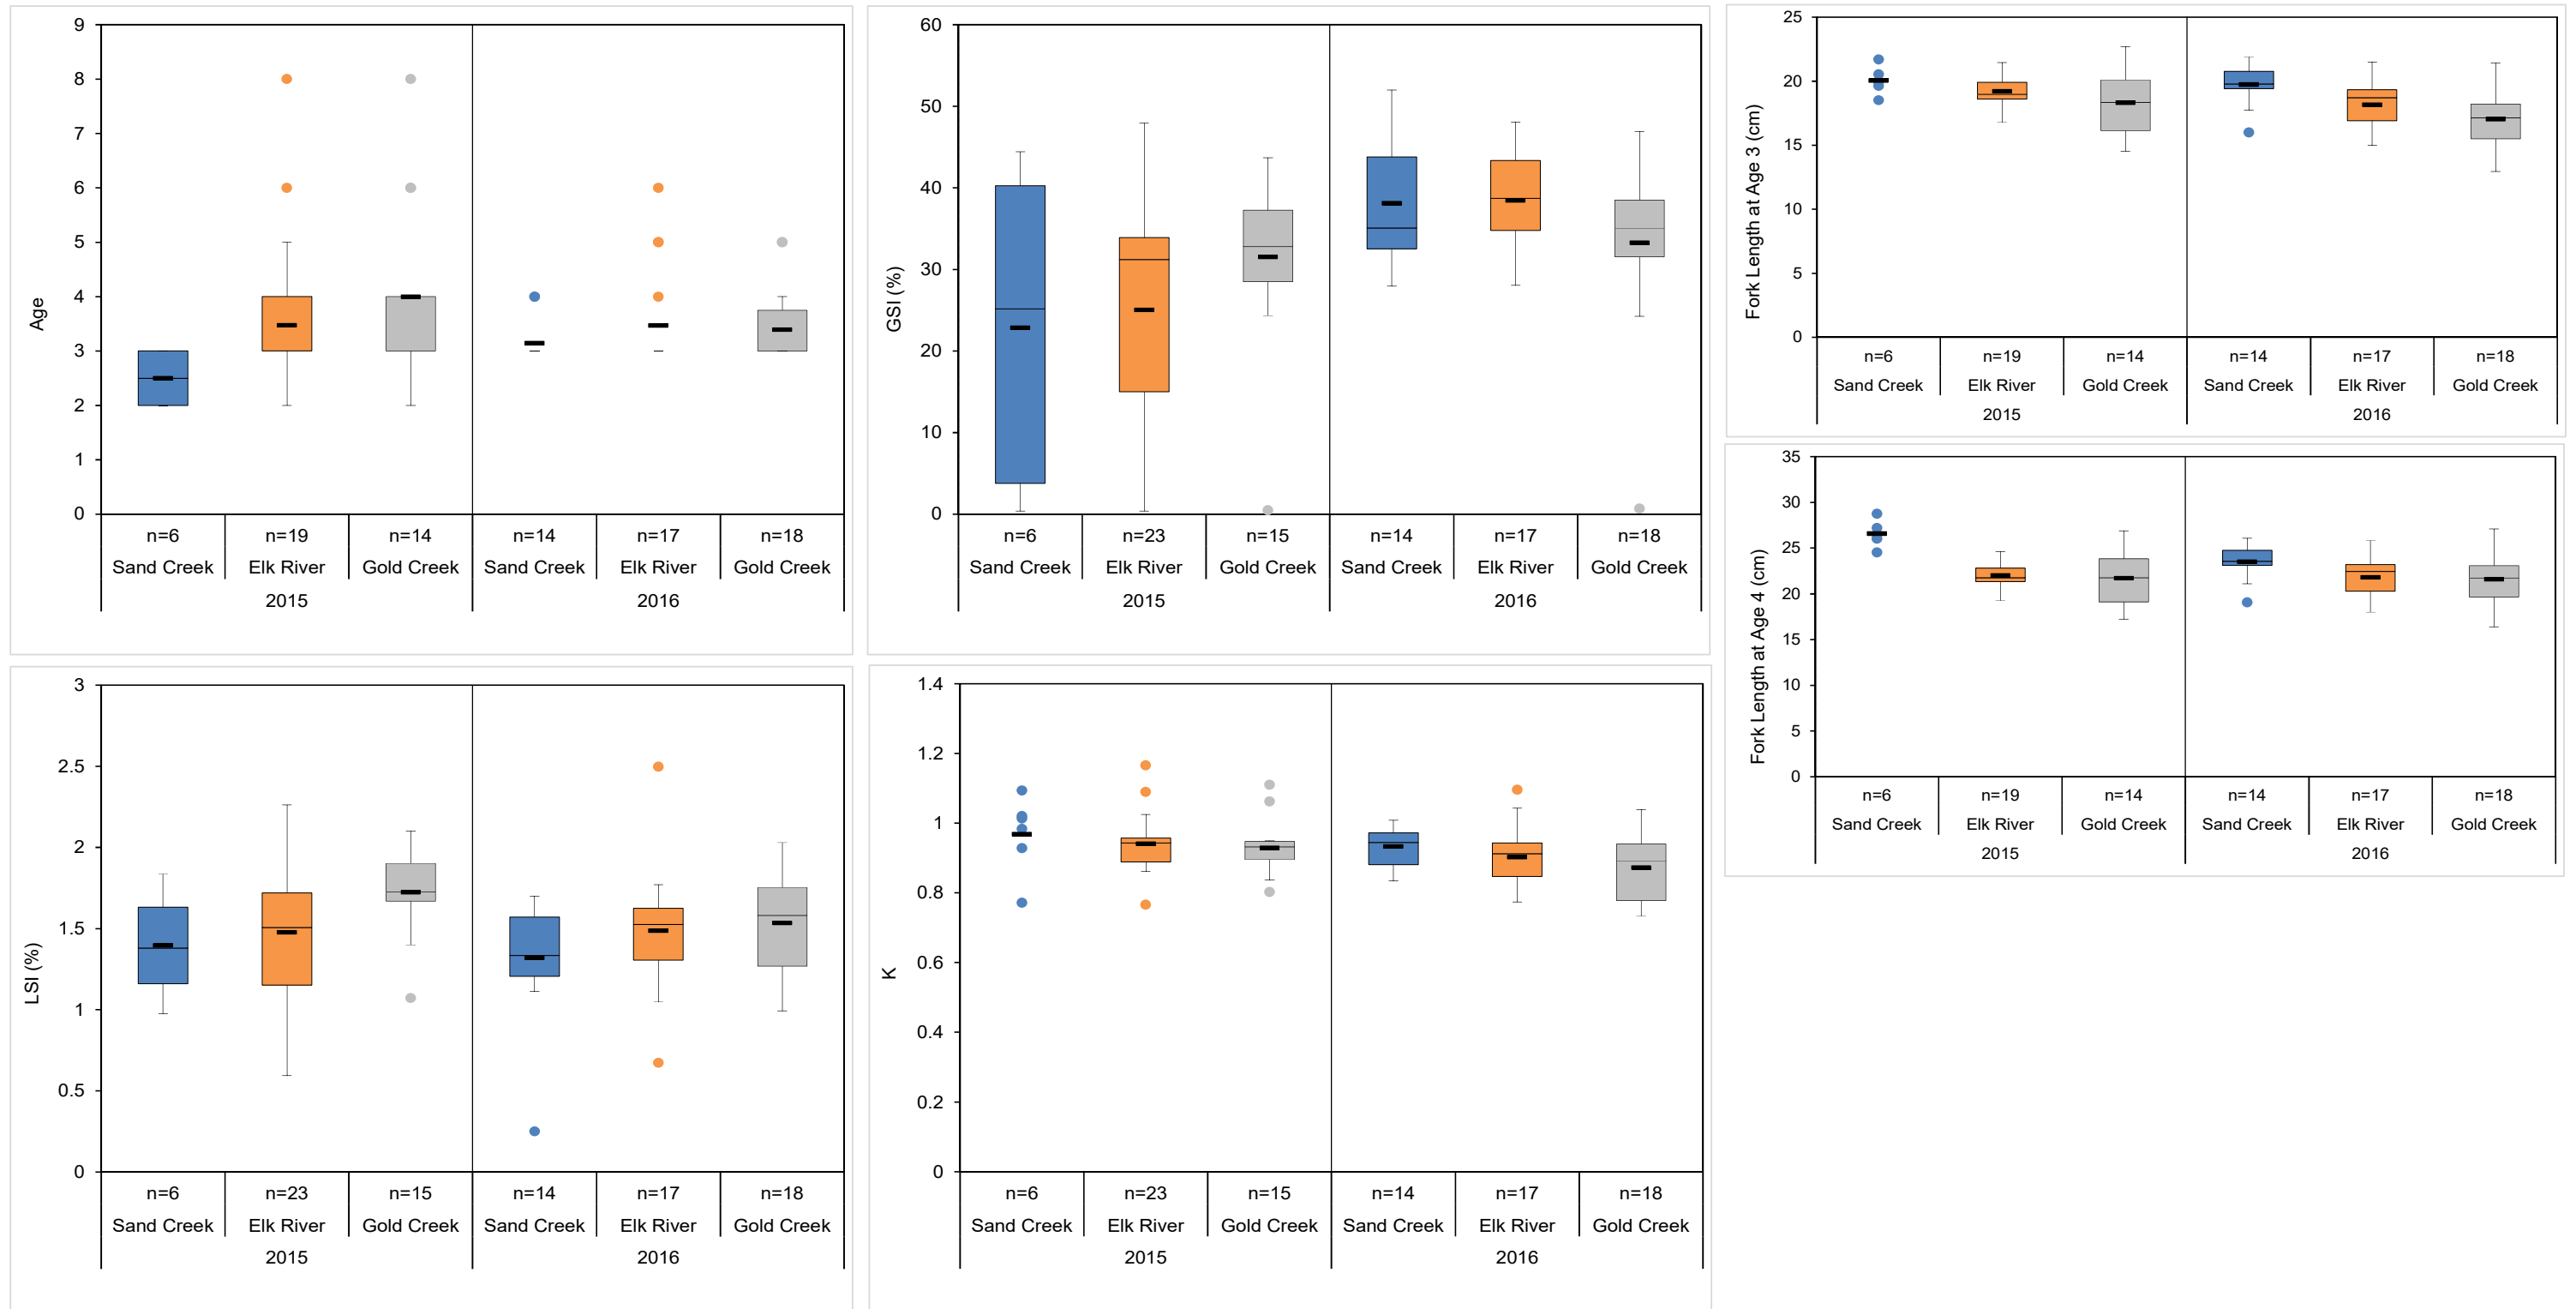 Age
9
8
7
6
5
4
3
2
1
0
n=6 n=19 n=14 n=14 n=17 n=18
Sand Creek Elk River Gold Creek Sand Creek Elk River Gold Creek
2015 2016
GSI (%)
60
50
40
30
20
10
0
n=6 n=23 n=15 n=14 n=17 n=18
Sand Creek Elk River Gold Creek Sand Creek Elk River Gold Creek
2015 2016
Fork Length at Age 3 (cm)
25
20
15
10
5
0
n=6 n=19 n=14 n=14 n=17 n=18
Sand Creek Elk River Gold Creek Sand Creek Elk River Gold Creek
2015 2016
Fork Length at Age 4 (cm)
35
30
25
20
15
10
5
0
n=6 n=19 n=14 n=14 n=17 n=18
Sand Creek Elk River Gold Creek Sand Creek Elk River Gold Creek
2015 2016
LSI (%)
3
2.5
2
1.5
1
0.5
0
n=6 n=23 n=15 n=14 n=17 n=18
Sand Creek Elk River Gold Creek Sand Creek Elk River Gold Creek
2015 2016
K
1.4
1.2
1
0.8
0.6
0.4
0.2
0
n=6 n=23 n=15 n=14 n=17 n=18
Sand Creek Elk River Gold Creek Sand Creek Elk River Gold Creek
2015 2016